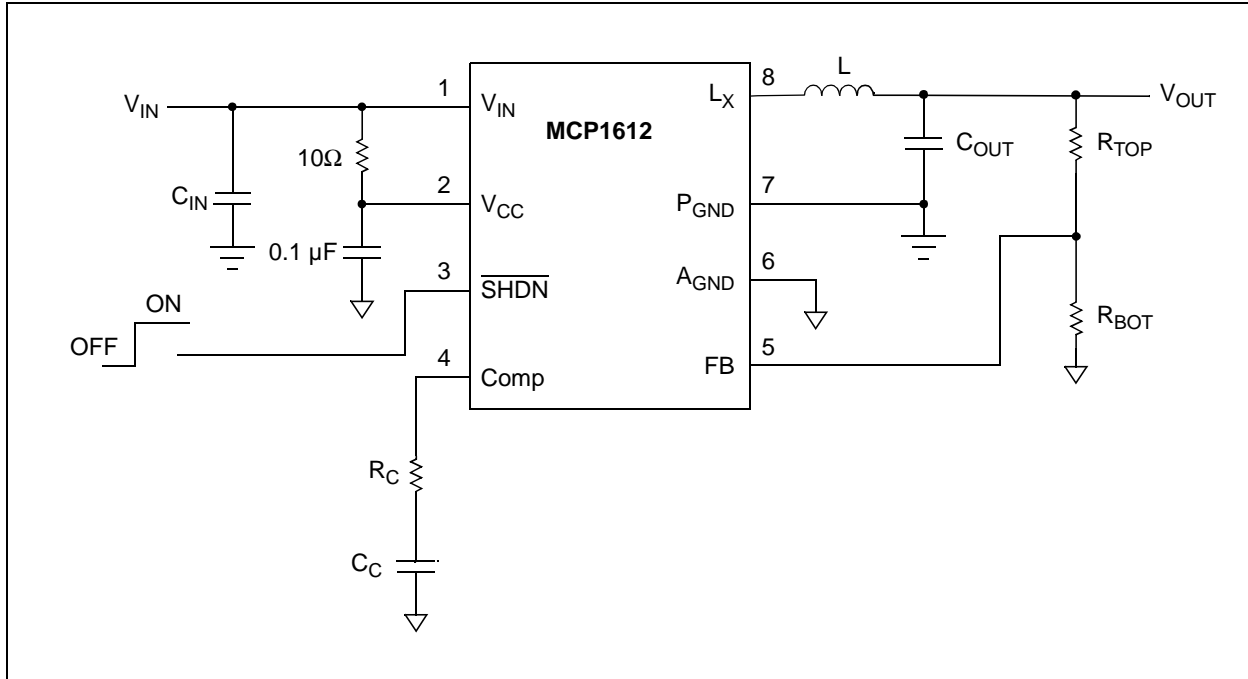 MCP1612
V_IN
1
V_IN
10Ω
C_IN
2
V_CC
0.1 µF
3
SHDN
ON
OFF
4
Comp
R_C
C_C
L_X
8
L
V_OUT
C_OUT
R_TOP
P_GND
7
A_GND
6
R_BOT
FB
5